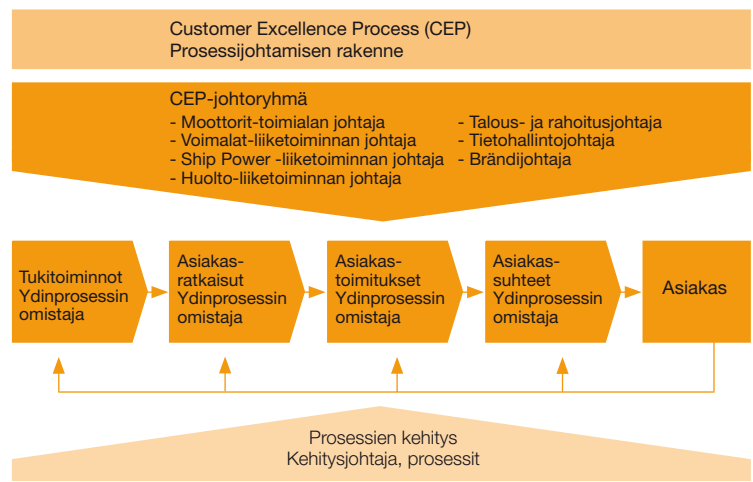 Customer Excellence Process (CEP)
Prosessijohtamisen rakenne
CEP-johtoryhmä
- Moottorit-toimialan johtaja
- Voimalat-liiketoiminnan johtaja
- Ship Power -liiketoiminnan johtaja
- Huolto-liiketoiminnan johtaja
- Talous- ja rahoitusjohtaja
- Tietohallintojohtaja
- Brändijohtaja
Tukitoiminnot
Ydinprosessin
omistaja
Asiakas-
ratkaisut
Ydinprosessin
omistaja
Asiakas-
toimitukset
Ydinprosessin
omistaja
Asiakas-
suhteet
Ydinprosessin
omistaja
Asiakas
Prosessien kehitys
Kehitysjohtaja, prosessit